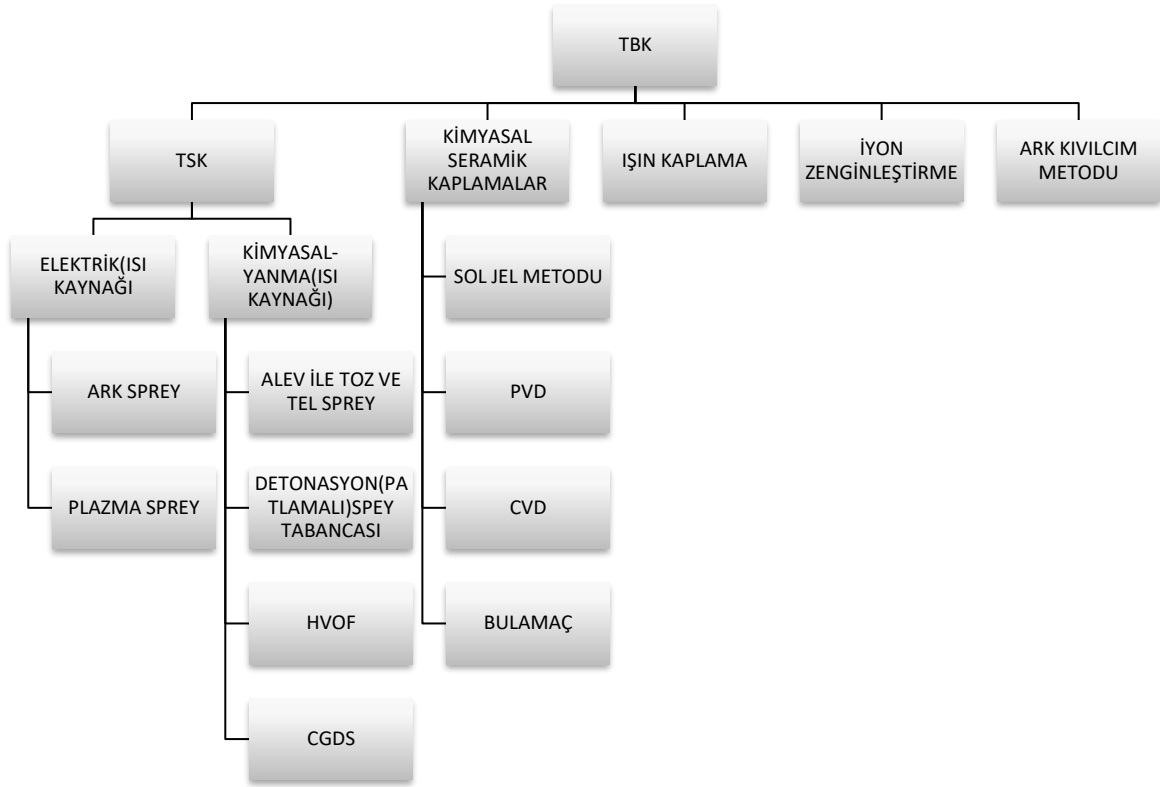 TBK
TSK
KİMYASAL
SERAMİK
KAPLAMALAR
IŞIN KAPLAMA
İYON
ZENGİNLEŞTİRME
ARK KIVILCIM
METODU
ELEKTRİK(ISI
KAYNAĞI
KİMYASAL-
YANMA(ISI
KAYNAĞI)
SOL JEL METODU
ARK SPREY
ALEV İLE TOZ VE
TEL SPREY
PVD
PLAZMA SPREY
DETONASYON(PA
TLAMALI)SPEY
TABANCASI
CVD
HVOF
BULAMAÇ
CGDS